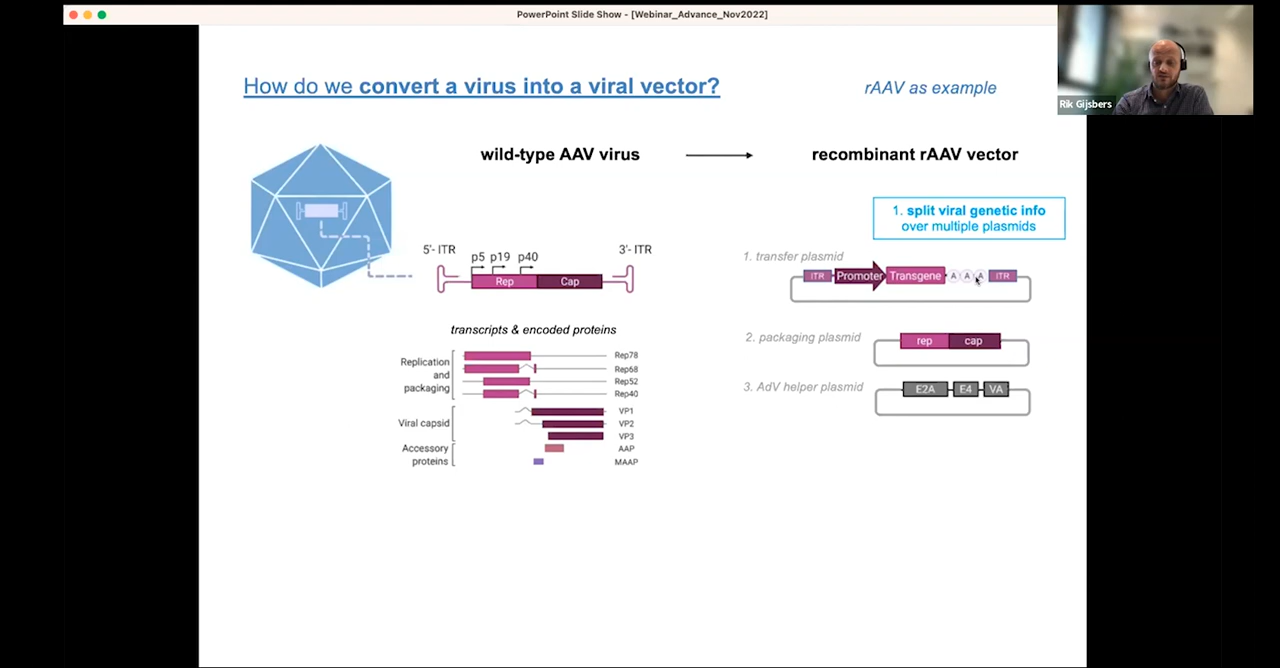 PowerPoint Slide Show - [Webinar_Advance_Nov2022]
Rik Gijsbers
How do we convert a virus into a viral vector?
rAAV as example
wild-type AAV virus
recombinant rAAV vector
1. split viral genetic info
over multiple plasmids
5'- ITR
3'- ITR
p5 p19 p40
Rep Cap
1. transfer plasmid
ITR Promoter Transgene A A A ITR
transcripts & encoded proteins
2. packaging plasmid
rep cap
3. AdV helper plasmid
E2A E4 VA
Replication
and
packaging
Rep78
Rep68
Rep52
Rep40
Viral capsid
VP1
VP2
VP3
Accessory
proteins
AAP
MAAP